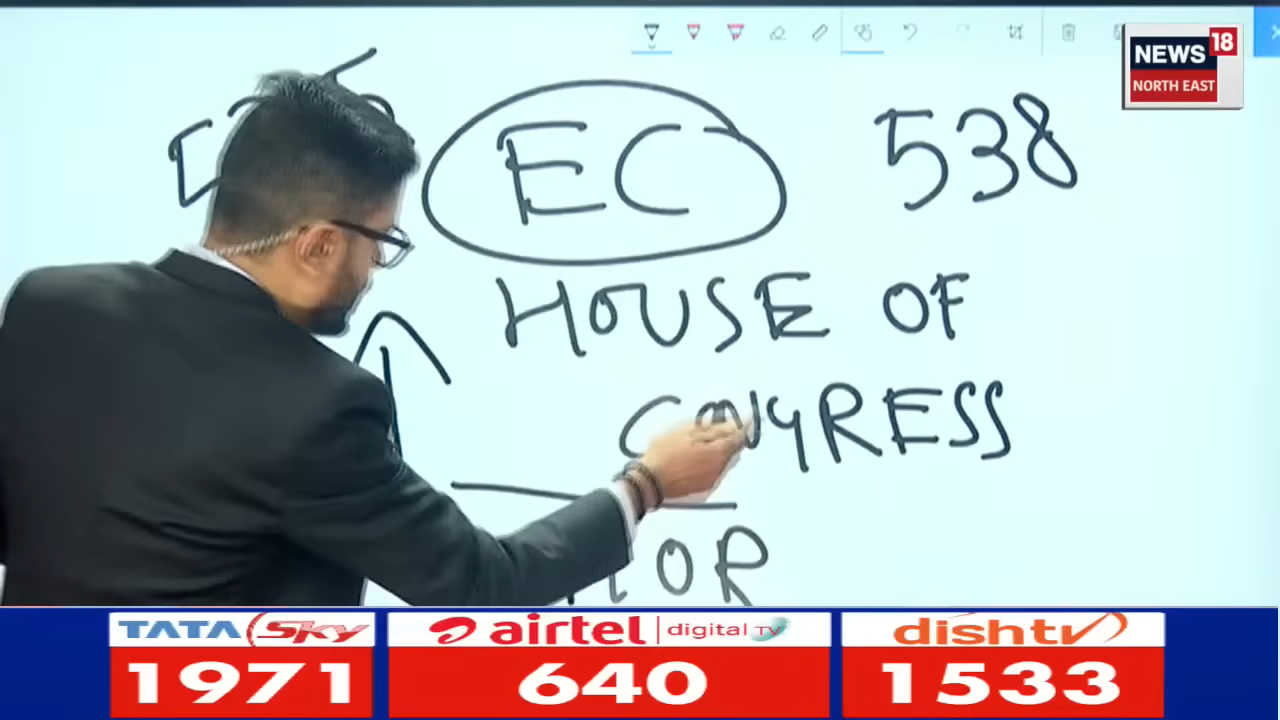 NEWS 18
NORTH EAST
EC 538
HOUSE OF
CONGRESS
TATA Sky
1971
airtel digital TV
640
dishtv
1533